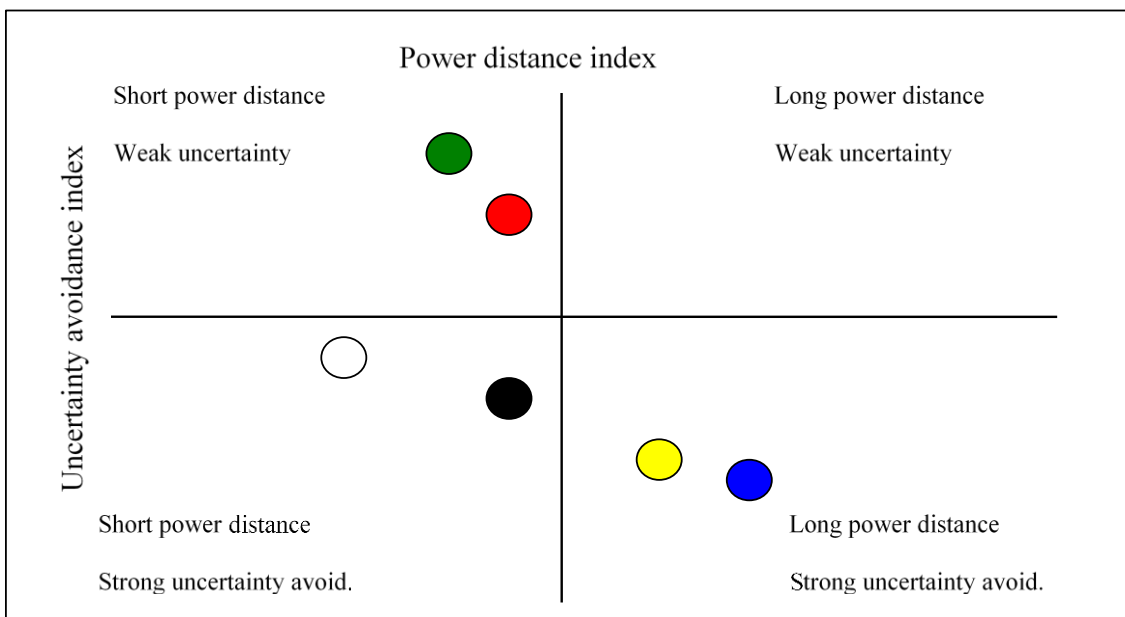 Power distance index
Short power distance
Long power distance
Weak uncertainty
Weak uncertainty
Uncertainty avoidance index
Short power distance
Long power distance
Strong uncertainty avoid.
Strong uncertainty avoid.